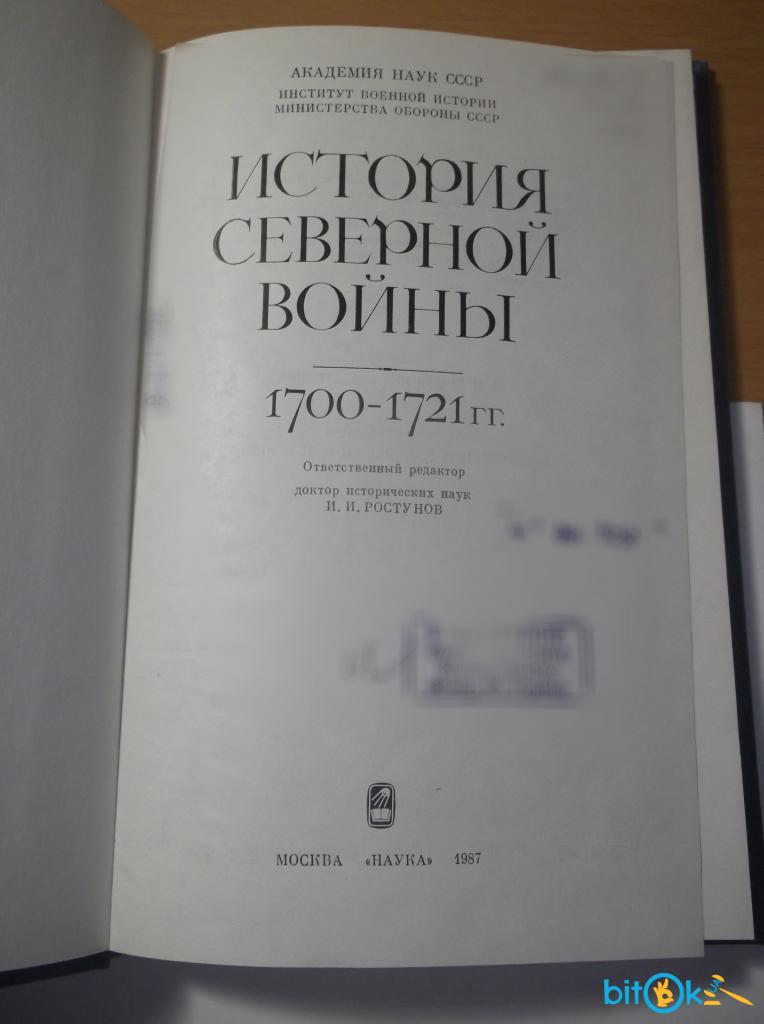 АКАДЕМИЯ НАУК СССР
ИНСТИТУТ ВОЕННОЙ ИСТОРИИ
МИНИСТЕРСТВА ОБОРОНЫ СССР
ИСТОРИЯ
СЕВЕРНОЙ
ВОЙНЫ
1700-1721 гг.
Ответственный редактор
доктор исторических наук
И. И. РОСТУНОВ
МОСКВА «НАУКА» 1987
bitok.ua